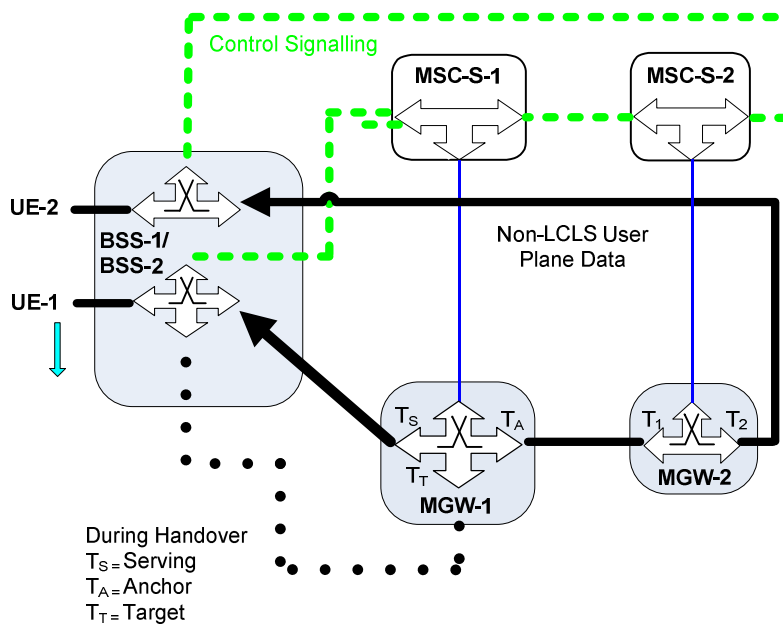 Control Signalling
MSC-S-1
MSC-S-2
UE-2
BSS-1/
BSS-2
Non-LCLS User
Plane Data
UE-1
TS
TA
T1
T2
TT
MGW-1
MGW-2
During Handover
TS = Serving
TA = Anchor
TT = Target